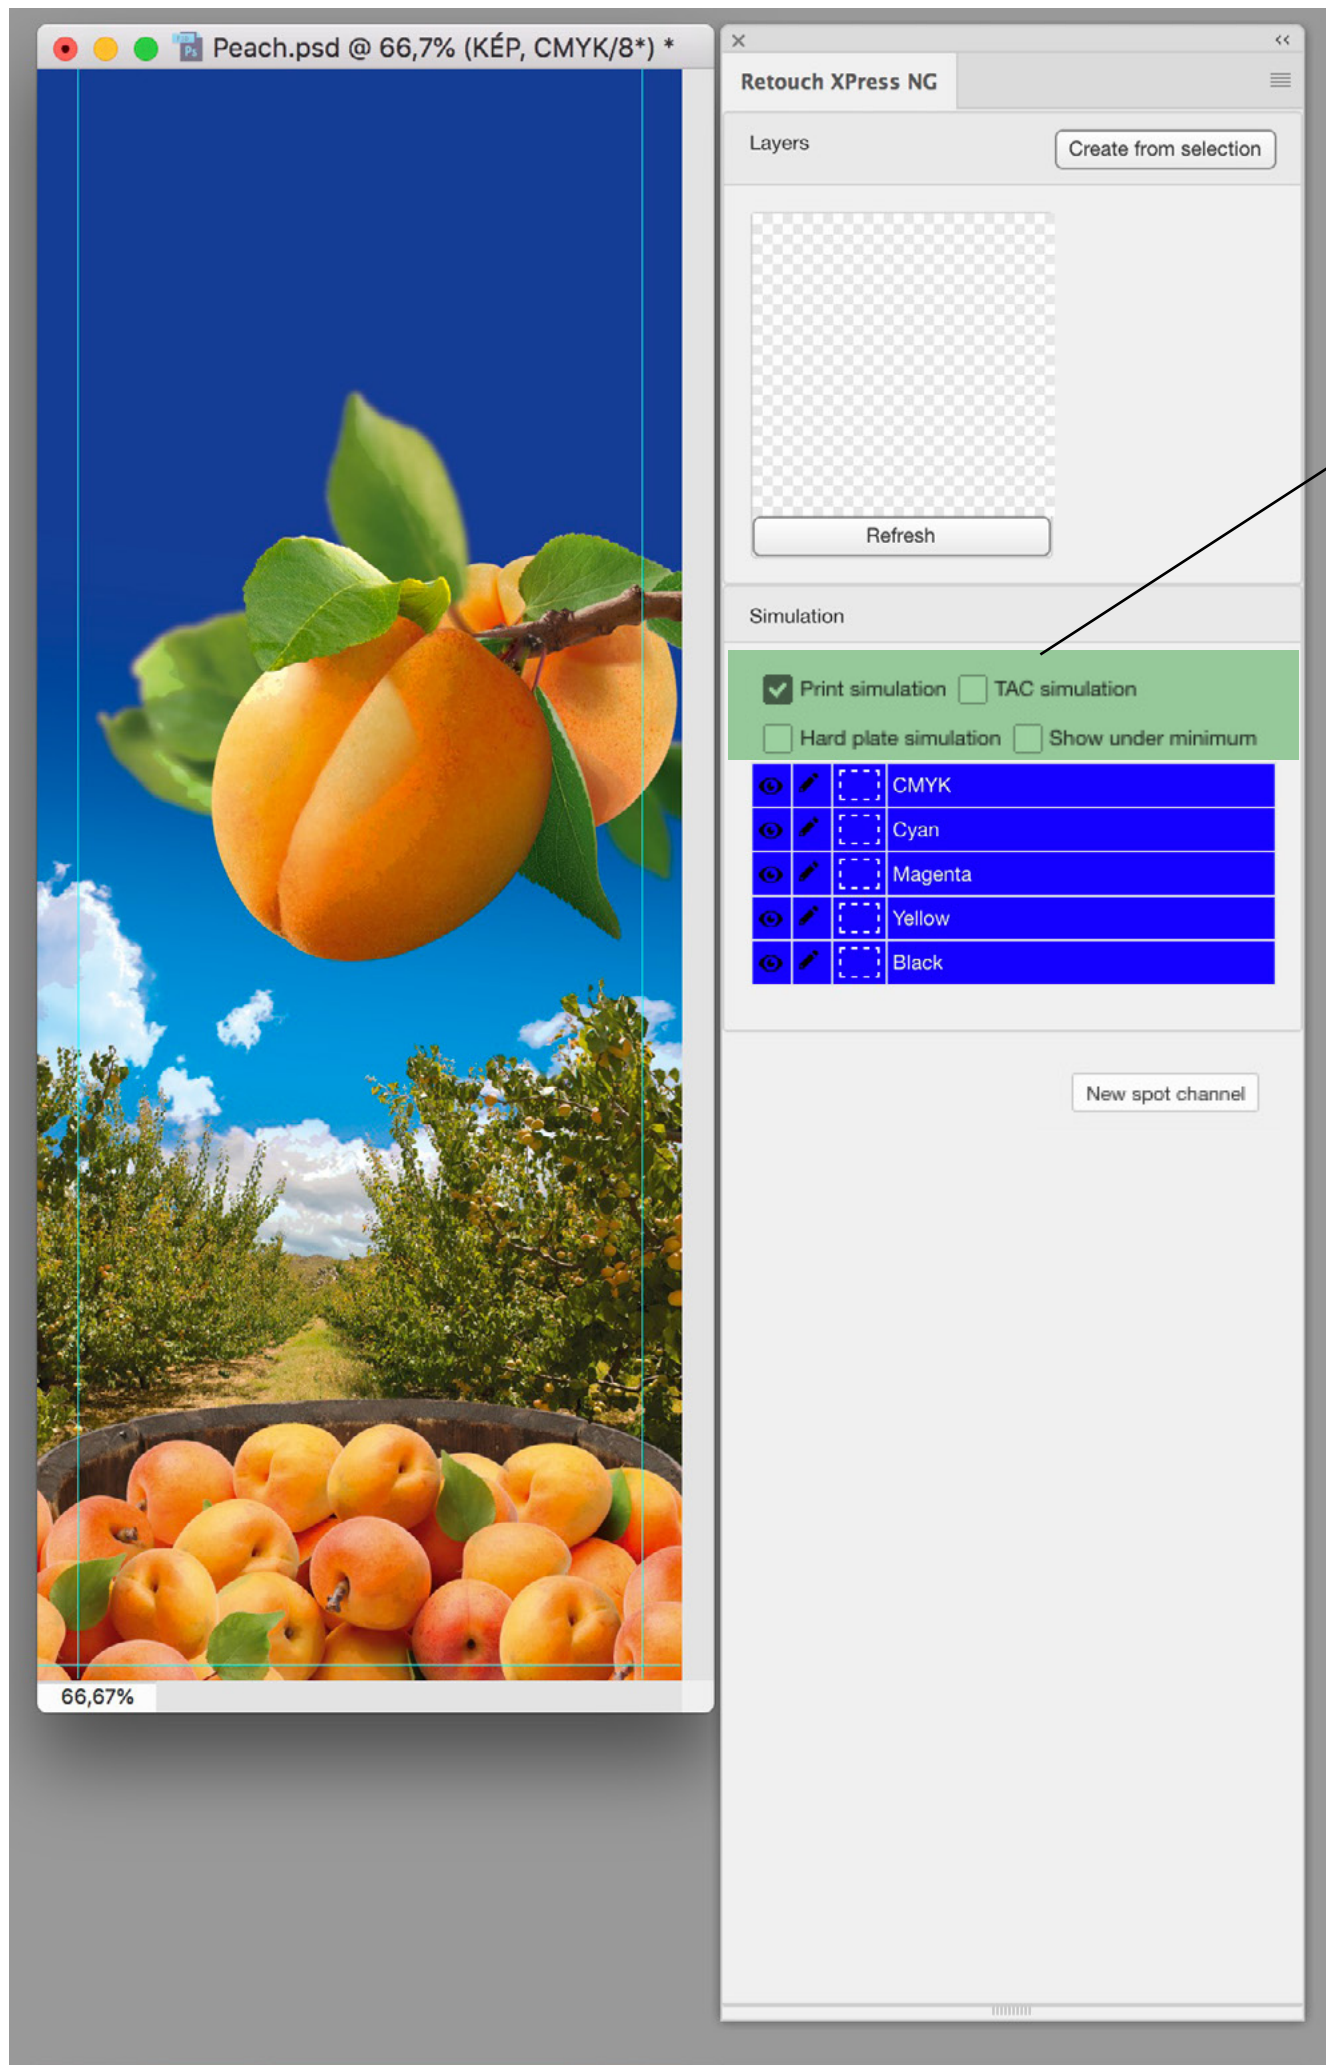 Peach.psd @ 66,7% (KÉP, CMYK/8*) *
Retouch XPress NG
Layers
Create from selection
Refresh
Simulation
Print simulation TAC simulation
Hard plate simulation Show under minimum
CMYK
Cyan
Magenta
Yellow
Black
New spot channel
66,67%